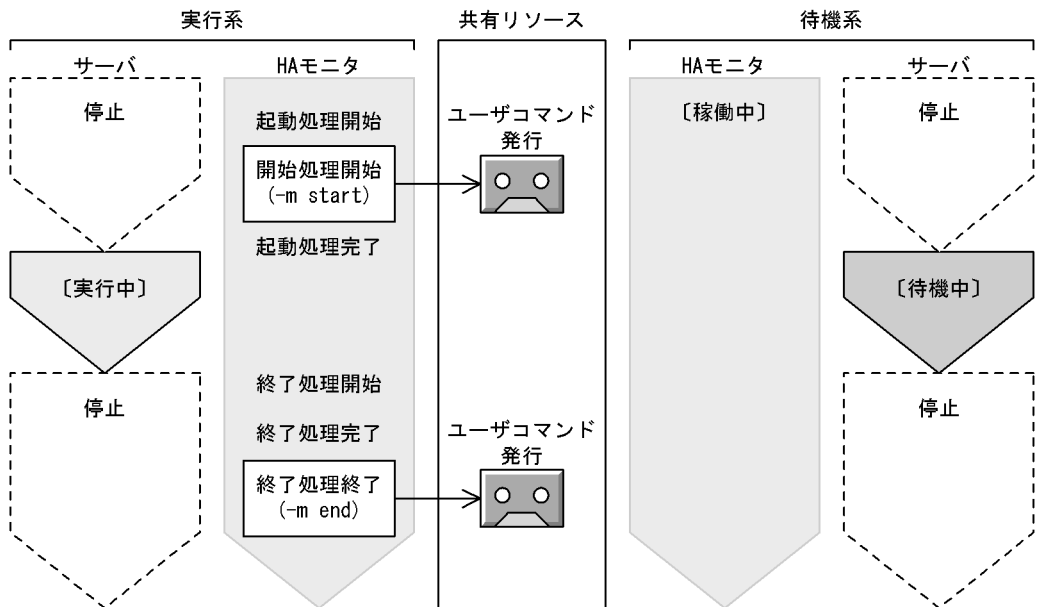 実行系
共有リソース
待機系
サーバ
HAモニタ
HAモニタ
サーバ
停止
起動処理開始
ユーザコマンド
発行
〔稼働中〕
停止
開始処理開始
(-m start)
起動処理完了
〔実行中〕
〔待機中〕
終了処理開始
停止
停止
終了処理完了
ユーザコマンド
発行
終了処理終了
(-m end)